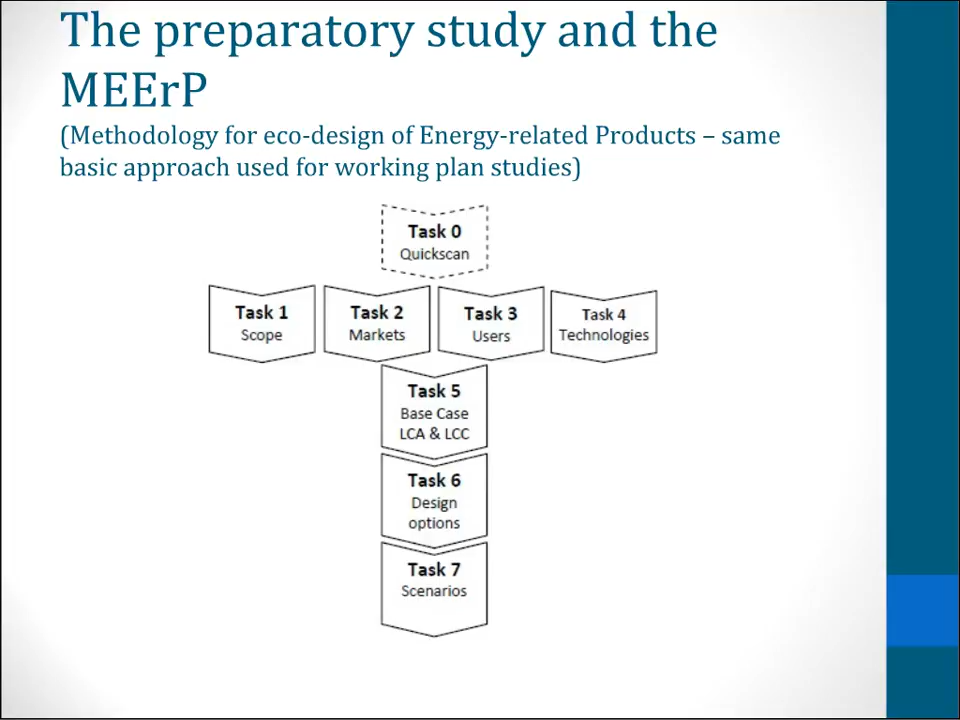 The preparatory study and the
MEErP
(Methodology for eco-design of Energy-related Products – same
basic approach used for working plan studies)
Task 0
Quickscan
Task 1
Scope
Task 2
Markets
Task 3
Users
Task 4
Technologies
Task 5
Base Case
LCA & LCC
Task 6
Design
options
Task 7
Scenarios